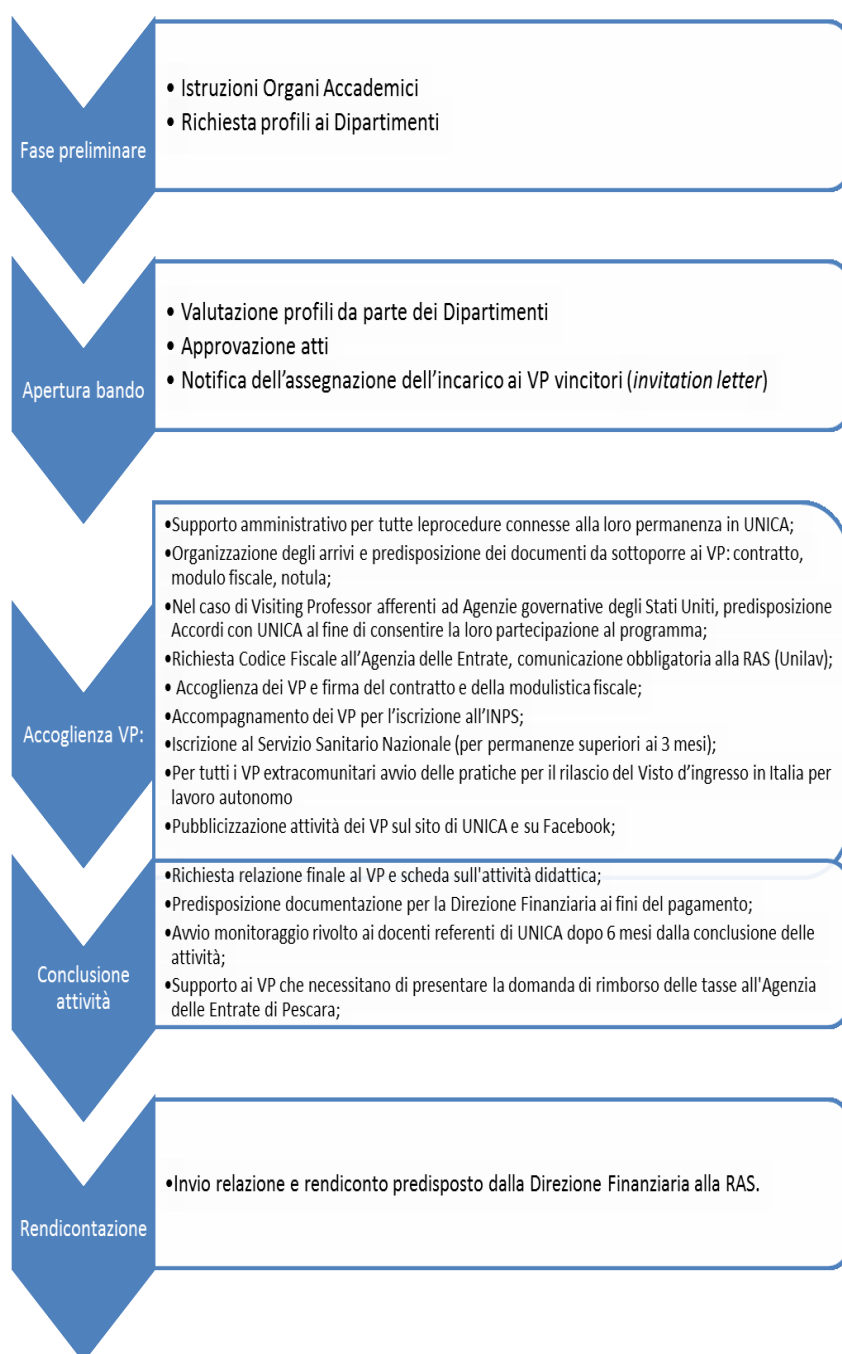 Fase preliminare
• Istruzioni Organi Accademici
• Richiesta profili ai Dipartimenti
Apertura bando
• Valutazione profili da parte dei Dipartimenti
• Approvazione atti
• Notifica dell'assegnazione dell'incarico ai VP vincitori (invitation letter)
Accoglienza VP:
•Supporto amministrativo per tutte leprocedure connesse alla loro permanenza in UNICA;
•Organizzazione degli arrivi e predisposizione dei documenti da sottoporre ai VP: contratto,
modulo fiscale, notula;
•Nel caso di Visiting Professor afferenti ad Agenzie governative degli Stati Uniti, predisposizione
Accordi con UNICA al fine di consentire la loro partecipazione al programma;
•Richiesta Codice Fiscale all'Agenzia delle Entrate, comunicazione obbligatoria alla RAS (Unilav);
• Accoglienza dei VP e firma del contratto e della modulistica fiscale;
•Accompagnamento dei VP per l'iscrizione all'INPS;
•Iscrizione al Servizio Sanitario Nazionale (per permanenze superiori ai 3 mesi);
•Per tutti i VP extracomunitari avvio delle pratiche per il rilascio del Visto d'ingresso in Italia per
lavoro autonomo
•Pubblicizzazione attività dei VP sul sito di UNICA e su Facebook;
Conclusione
attività
•Richiesta relazione finale al VP e scheda sull'attività didattica;
•Predisposizione documentazione per la Direzione Finanziaria ai fini del pagamento;
•Avvio monitoraggio rivolto ai docenti referenti di UNICA dopo 6 mesi dalla conclusione delle
attività;
•Supporto ai VP che necessitano di presentare la domanda di rimborso delle tasse all'Agenzia
delle Entrate di Pescara;
Rendicontazione
•Invio relazione e rendiconto predisposto dalla Direzione Finanziaria alla RAS.